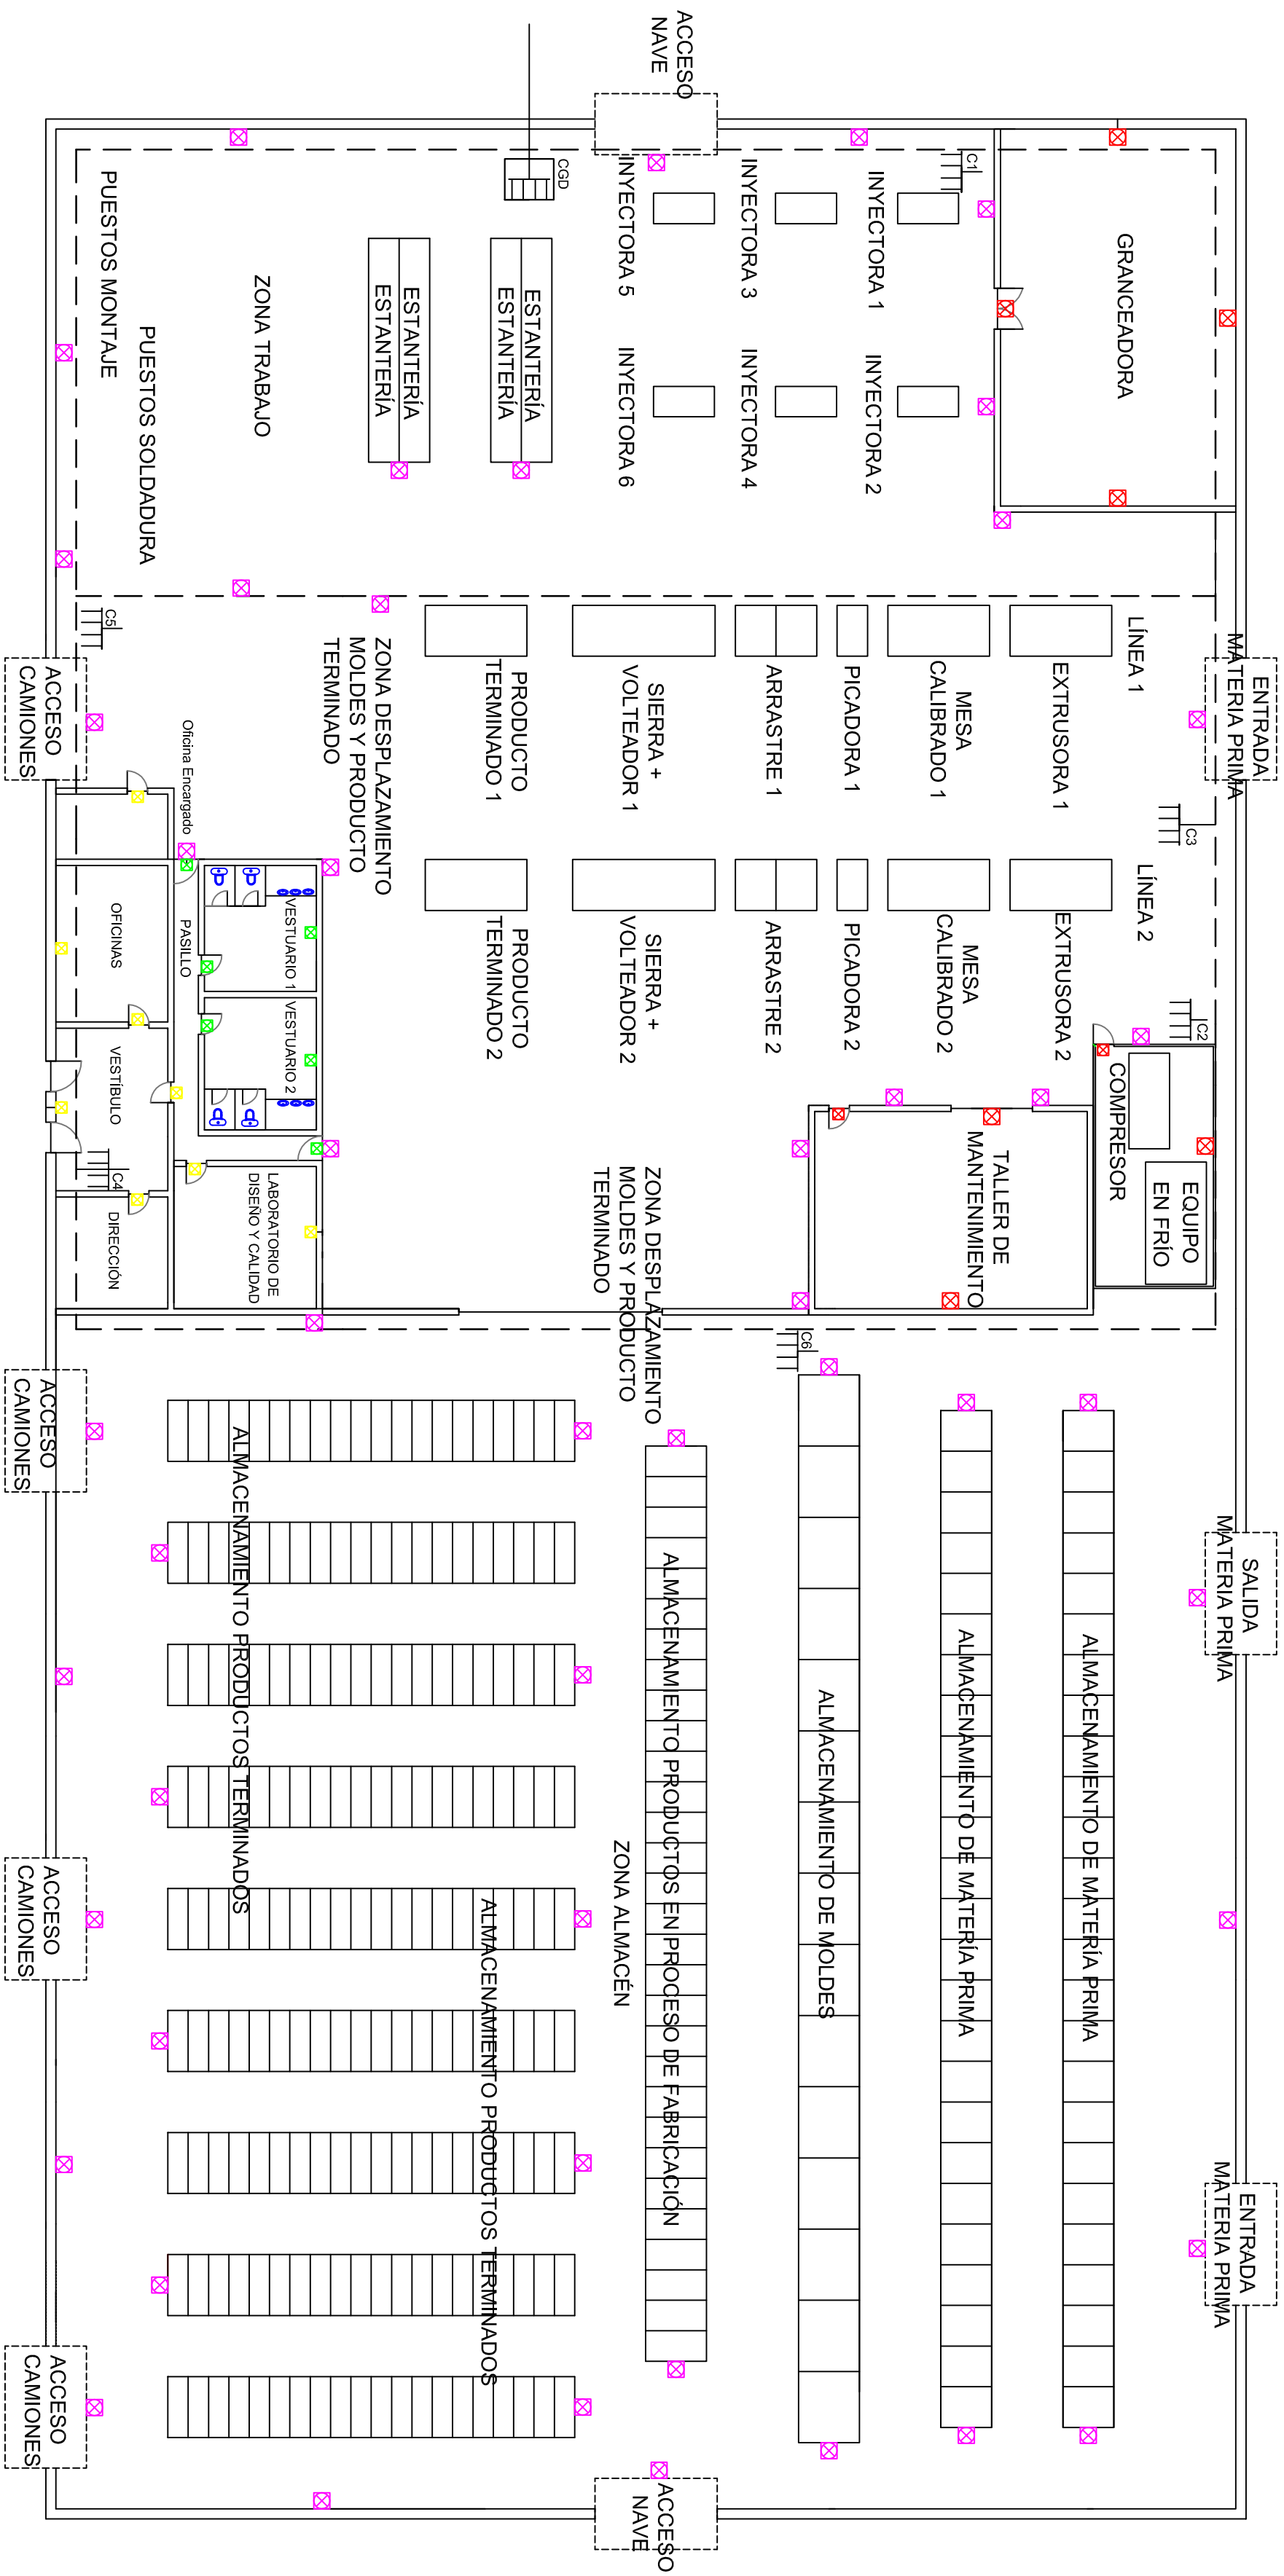 ACCESO
NAVE
CGD
C1
INYECTORA 5
INYECTORA 3
INYECTORA 1
GRANCEADORA
PUESTOS MONTAJE
PUESTOS SOLDADURA
ZONA TRABAJO
ESTANTERÍA
ESTANTERÍA
ESTANTERÍA
ESTANTERÍA
INYECTORA 6
INYECTORA 4
INYECTORA 2
C5
ACCESO
CAMIONES
ZONA DESPLAZAMIENTO
MOLDES Y PRODUCTO
TERMINADO
PRODUCTO
TERMINADO 1
SIERRA +
VOLTEADOR 1
ARRASTRE 1
PICADORA 1
MESA
CALIBRADO 1
EXTRUSORA 1
LÍNEA 1
ENTRADA
MATERIA PRIMA
C3
Oficina Encargado
OFICINAS
PASILLO
VESTUARIO 1
VESTUARIO 2
VESTÍBULO
C4
DIRECCIÓN
LABORATORIO DE
DISEÑO Y CALIDAD
PRODUCTO
TERMINADO 2
SIERRA +
VOLTEADOR 2
ARRASTRE 2
PICADORA 2
MESA
CALIBRADO 2
EXTRUSORA 2
LÍNEA 2
C2
COMPRESOR
EQUIPO
EN FRÍO
TALLER DE
MANTENIMIENTO
ZONA DESPLAZAMIENTO
MOLDES Y PRODUCTO
TERMINADO
C6
ACCESO
CAMIONES
ALMACENAMIENTO PRODUCTOS TERMINADOS
ALMACENAMIENTO PRODUCTOS TERMINADOS
ZONA ALMACÉN
ALMACENAMIENTO PRODUCTOS EN PROCESO DE FABRICACIÓN
ALMACENAMIENTO DE MOLDES
ALMACENAMIENTO DE MATERÍA PRIMA
ALMACENAMIENTO DE MATERÍA PRIMA
SALIDA
MATERIA PRIMA
ACCESO
CAMIONES
ENTRADA
MATERIA PRIMA
ACCESO
CAMIONES
ACCESO
NAVE